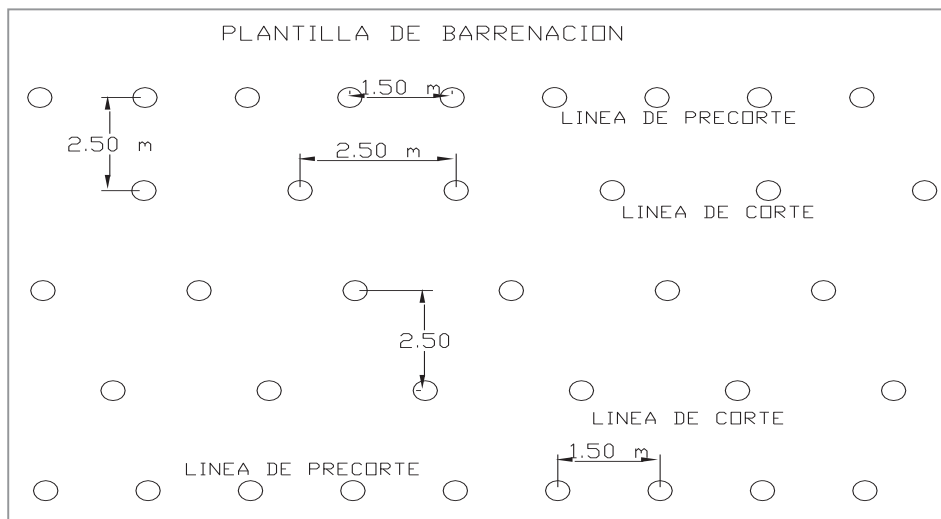 PLANTILLA DE BARRENACION
1.50 m
LINEA DE PRECORTE
2.50 m
2.50 m
LINEA DE CORTE
2.50
LINEA DE CORTE
1.50 m
LINEA DE PRECORTE